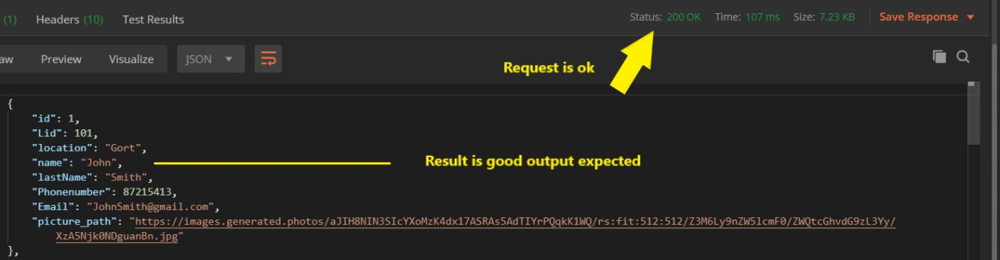 (1) Headers (10) Test Results Status: 200 OK Time: 107 ms Size: 7.23 KB Save Response
aw Preview Visualize JSON
Request is ok
{
"id": 1,
"Lid": 101,
"location": "Gort",
"name": "John", Result is good output expected
"lastName": "Smith",
"Phonenumber": 87215413,
"Email": "JohnSmith@gmail.com",
"picture_path": "https://images.generated.photos/aJIH8NIN3SIcYXoMzK4dx17ASRAs5AdTIYrPQqkK1WQ/rs:fit:512:512/Z3M6Ly9nZW5lcmF0/ZWQtcGhvdG9zL3Yy/
XzA5Njk0NDguanBn.jpg"
},